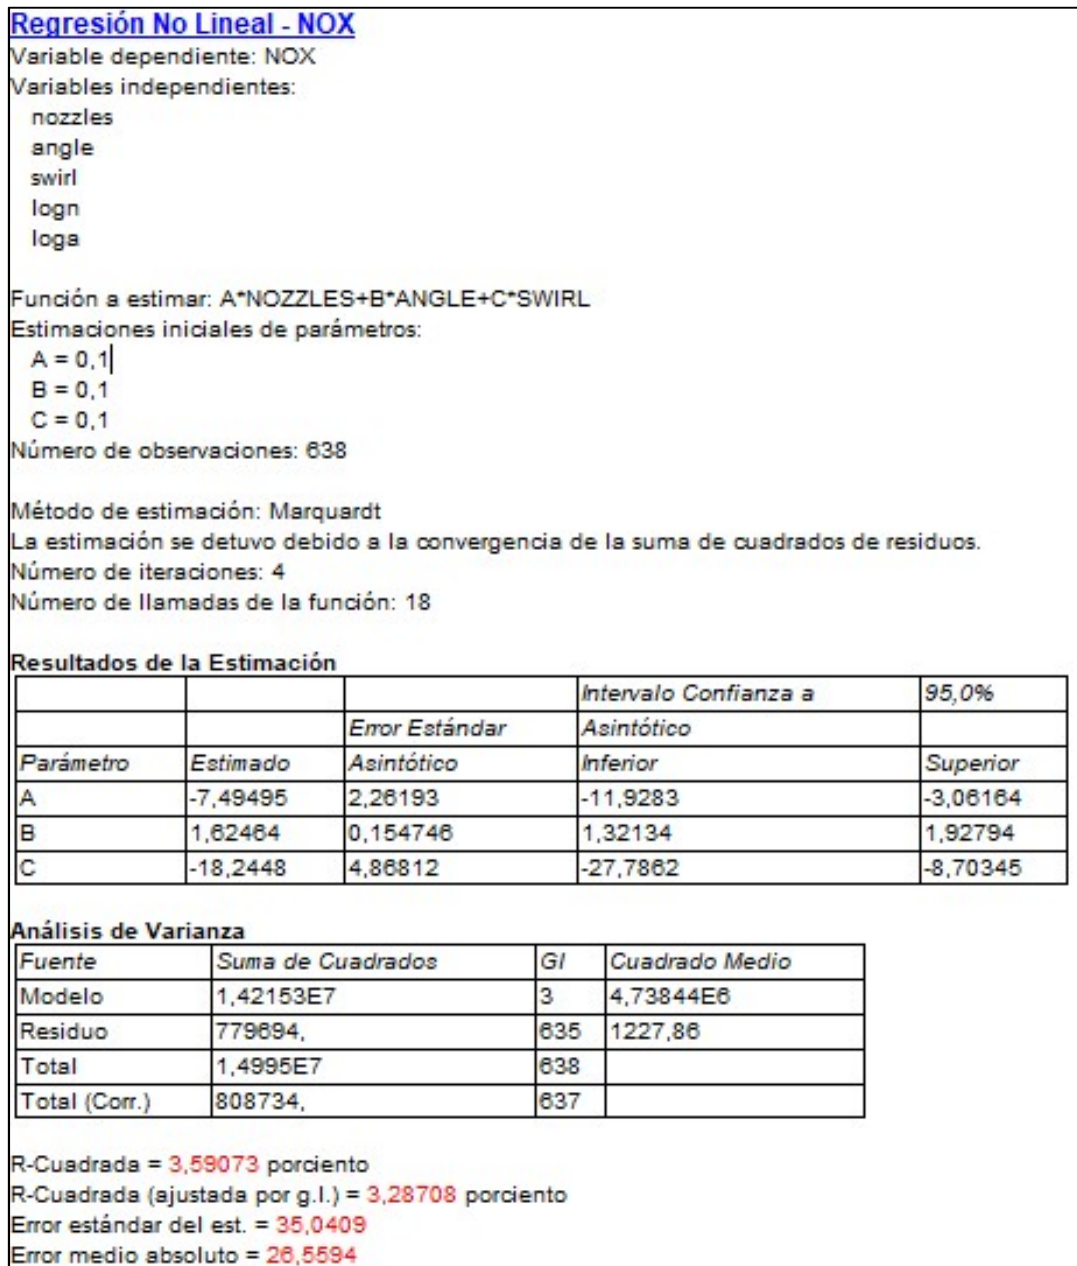 Regresión No Lineal - NOX
Variable dependiente: NOX
Variables independientes:
nozzles
angle
swirl
logn
loga
Función a estimar: A*NOZZLES+B*ANGLE+C*SWIRL
Estimaciones iniciales de parámetros:
A = 0,1
B = 0,1
C = 0,1
Número de observaciones: 638
Método de estimación: Marquardt
La estimación se detuvo debido a la convergencia de la suma de cuadrados de residuos.
Número de iteraciones: 4
Número de llamadas de la función: 18
Resultados de la Estimación
Intervalo Confianza a 95,0%
Error Estándar Asintótico
Parámetro Estimado Asintótico Inferior Superior
A -7,49495 2,26193 -11,9283 -3,06164
B 1,62464 0,154746 1,32134 1,92794
C -18,2448 4,86812 -27,7862 -8,70345
Análisis de Varianza
Fuente Suma de Cuadrados Gl Cuadrado Medio
Modelo 1,42153E7 3 4,73844E6
Residuo 779694, 635 1227,86
Total 1,4995E7 638
Total (Corr.) 808734, 637
R-Cuadrada = 3,59073 porciento
R-Cuadrada (ajustada por g.l.) = 3,28708 porciento
Error estándar del est. = 35,0409
Error medio absoluto = 26,5594